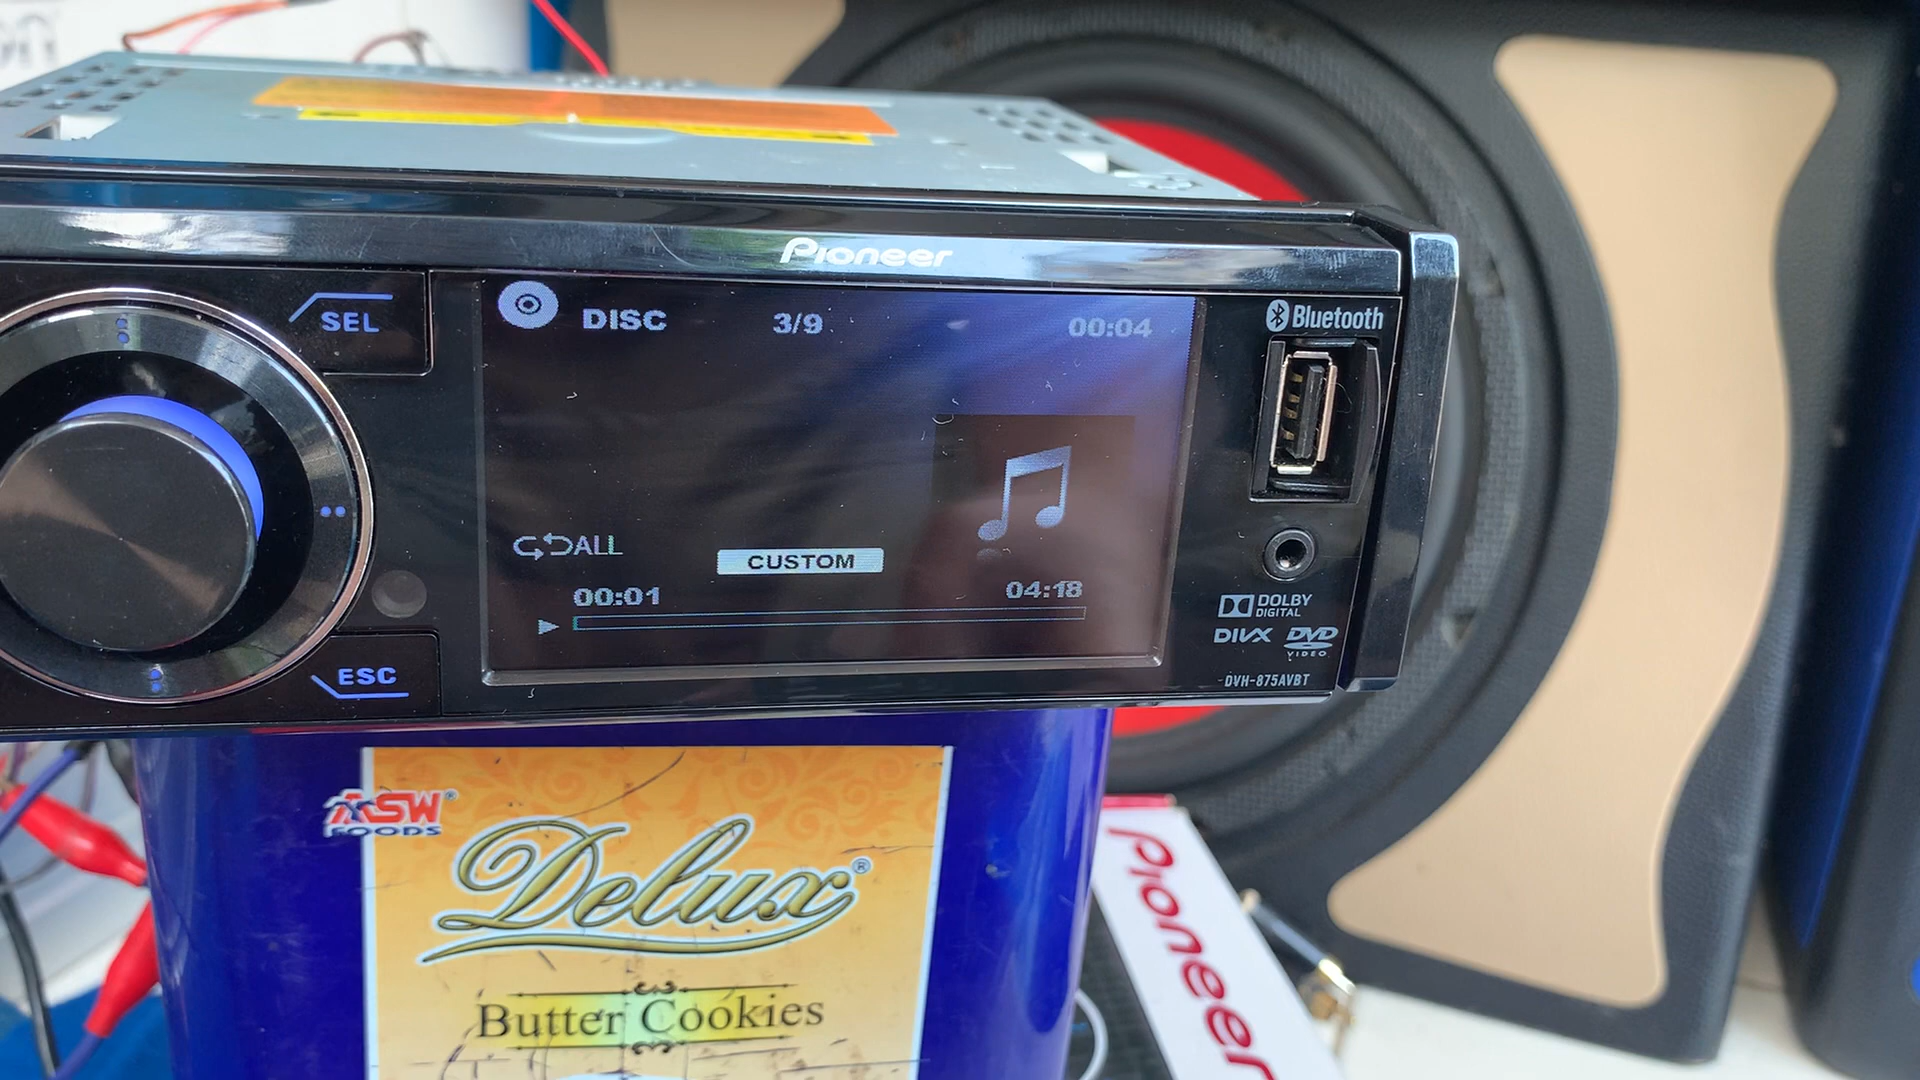 Pioneer
SEL
DISC 3/9 00:04
Bluetooth
ALL
CUSTOM
00:01 04:18
ESC
DOLBY
DIGITAL
DIVX DVD
VIDEO
DVH-875AVBT
ASW
FOODS
Delux®
Butter Cookies
Pioneer